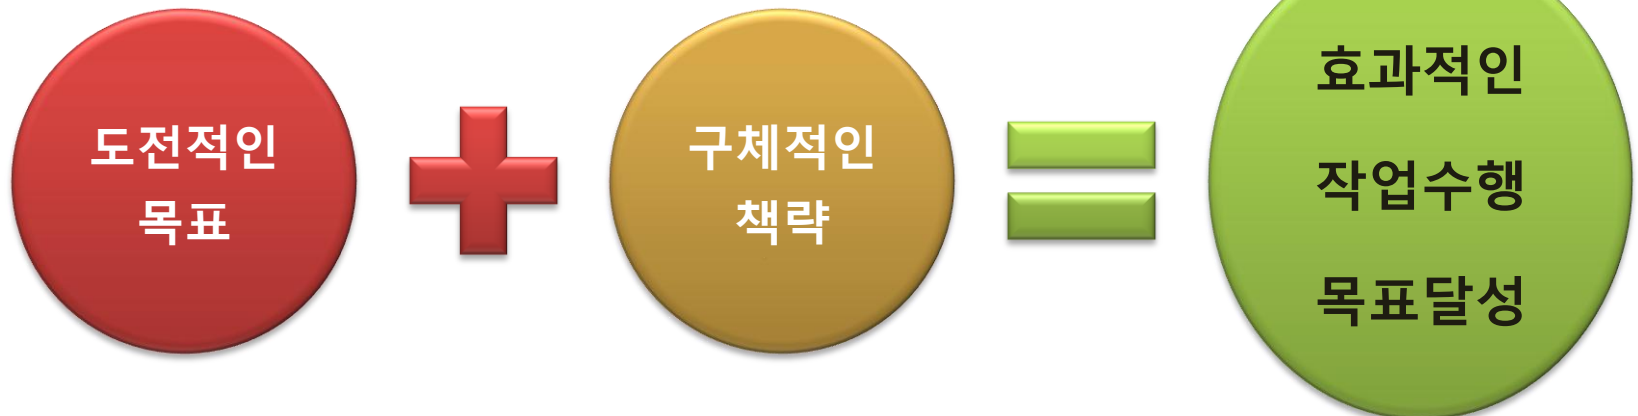 도전적인
목표
구체적인
책략
효과적인
작업수행
목표달성